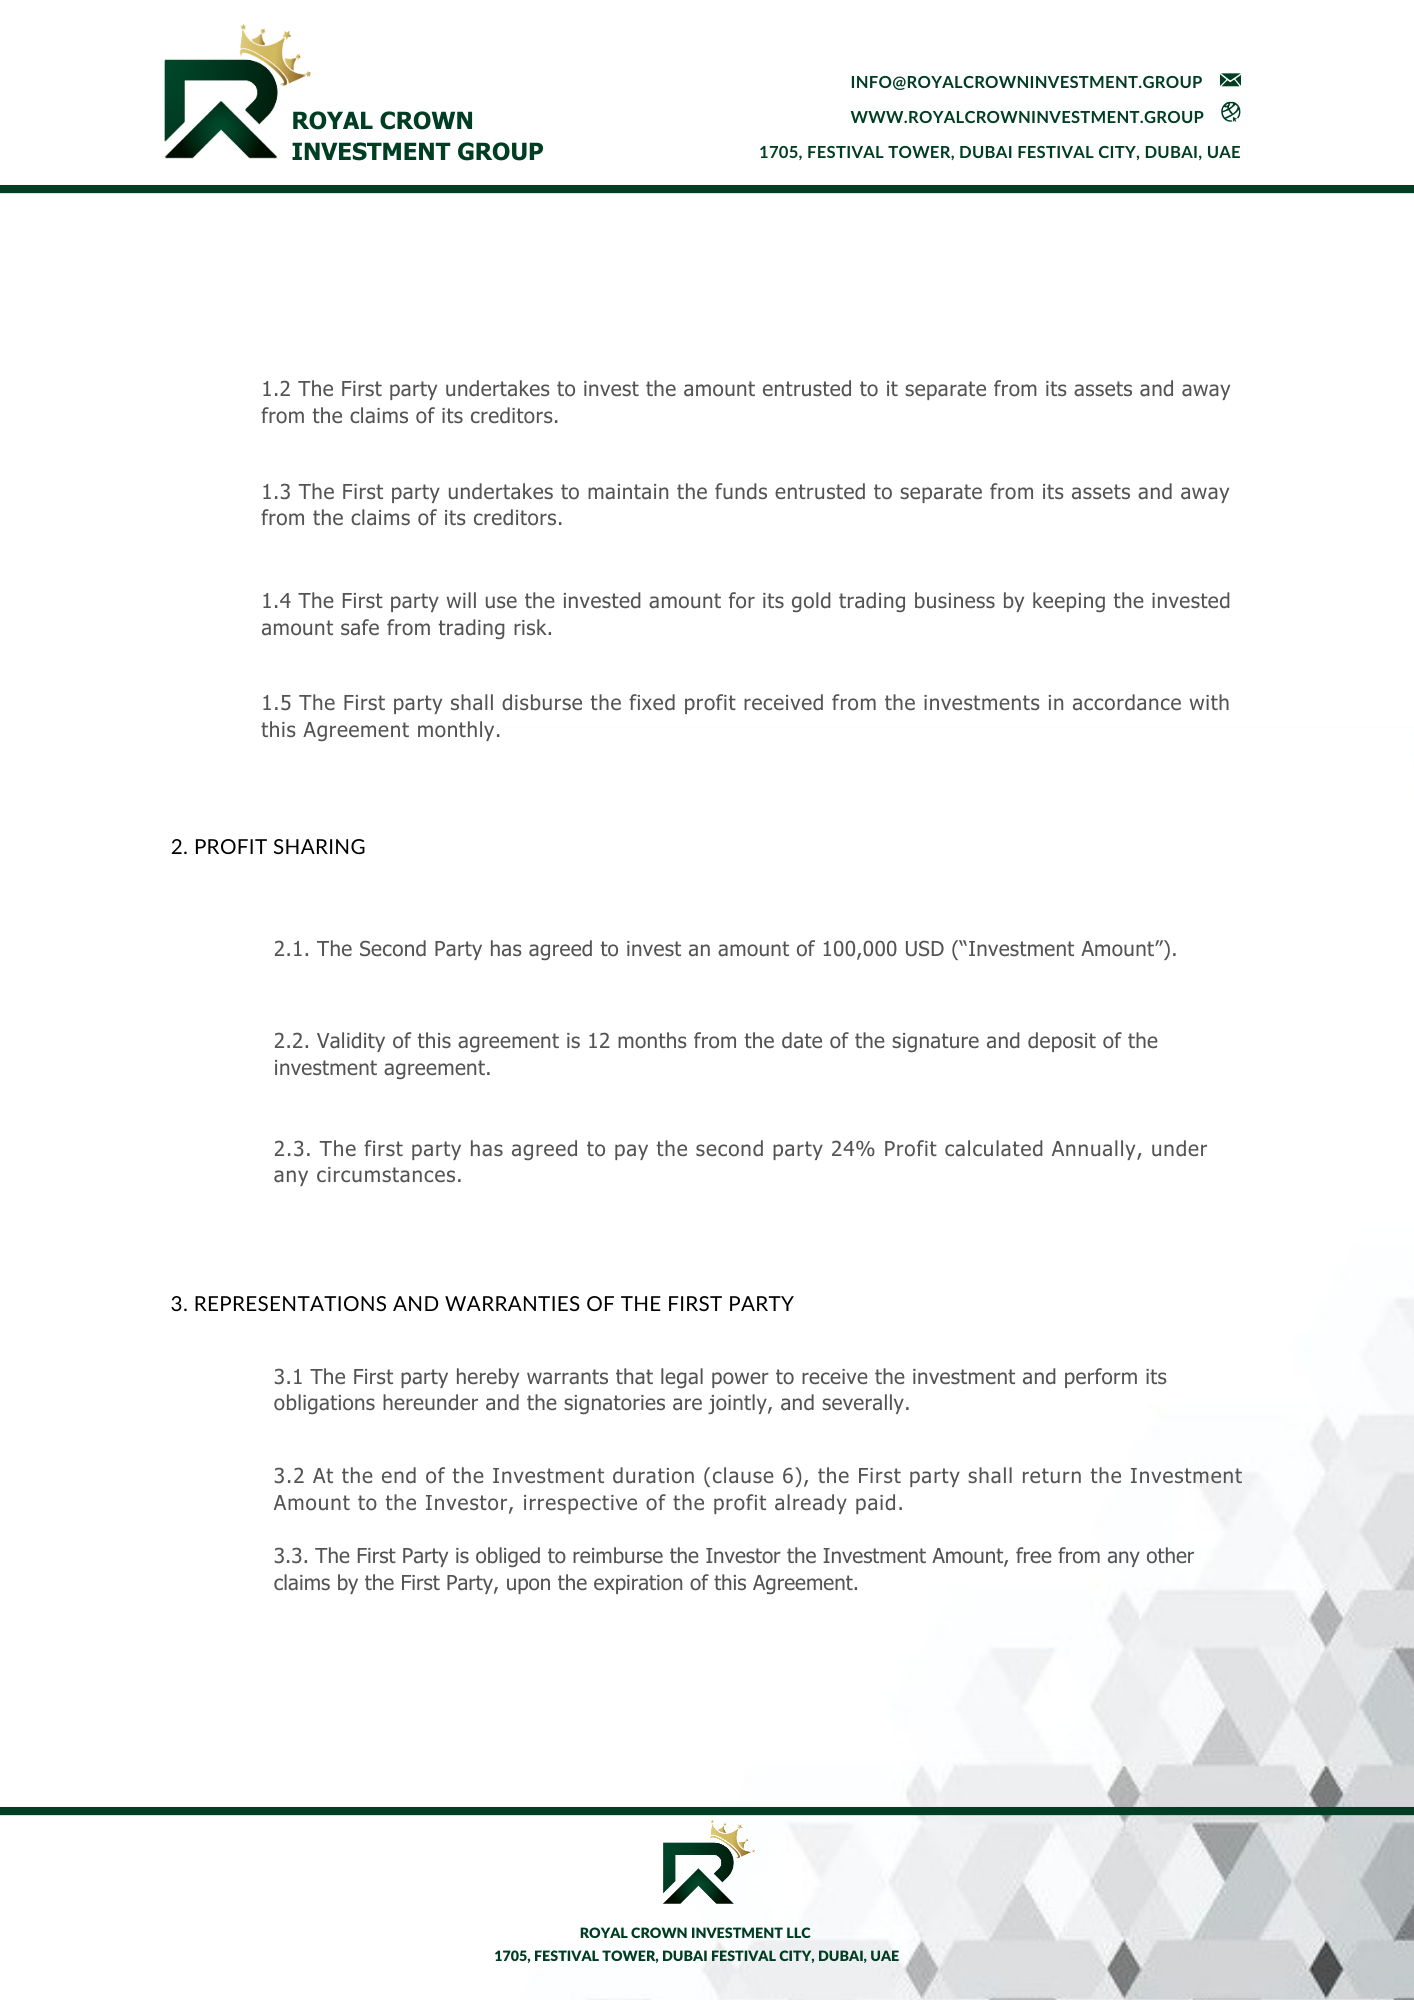 ROYAL CROWN
INVESTMENT GROUP
INFO@ROYALCROWNINVESTMENT.GROUP
WWW.ROYALCROWNINVESTMENT.GROUP
1705, FESTIVAL TOWER, DUBAI FESTIVAL CITY, DUBAI, UAE
1.2 The First party undertakes to invest the amount entrusted to it separate from its assets and away
from the claims of its creditors.
1.3 The First party undertakes to maintain the funds entrusted to separate from its assets and away
from the claims of its creditors.
1.4 The First party will use the invested amount for its gold trading business by keeping the invested
amount safe from trading risk.
1.5 The First party shall disburse the fixed profit received from the investments in accordance with
this Agreement monthly.
2. PROFIT SHARING
2.1. The Second Party has agreed to invest an amount of 100,000 USD (“Investment Amount”).
2.2. Validity of this agreement is 12 months from the date of the signature and deposit of the
investment agreement.
2.3. The first party has agreed to pay the second party 24% Profit calculated Annually, under
any circumstances.
3. REPRESENTATIONS AND WARRANTIES OF THE FIRST PARTY
3.1 The First party hereby warrants that legal power to receive the investment and perform its
obligations hereunder and the signatories are jointly, and severally.
3.2 At the end of the Investment duration (clause 6), the First party shall return the Investment
Amount to the Investor, irrespective of the profit already paid.
3.3. The First Party is obliged to reimburse the Investor the Investment Amount, free from any other
claims by the First Party, upon the expiration of this Agreement.
ROYAL CROWN INVESTMENT LLC
1705, FESTIVAL TOWER, DUBAI FESTIVAL CITY, DUBAI, UAE